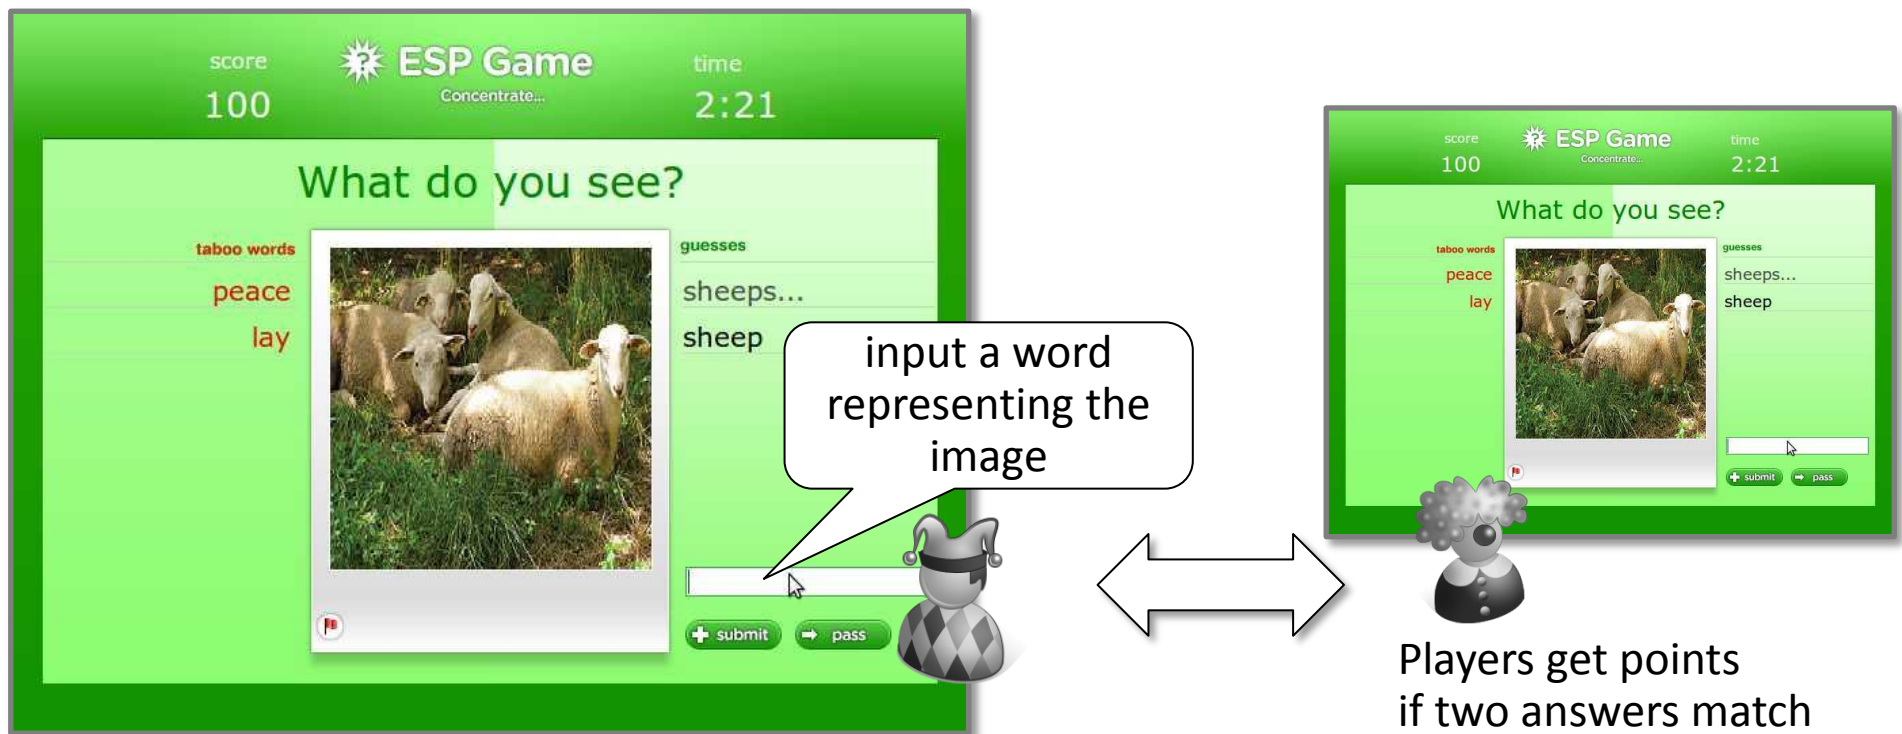 score
ESP Game
time
100
Concentrate...
2:21
What do you see?
taboo words
guesses
peace
sheeps...
lay
sheep
input a word
representing the
image
submit
pass
score
ESP Game
time
100
Concentrate...
2:21
What do you see?
taboo words
guesses
peace
sheeps...
lay
sheep
submit
pass
Players get points
if two answers match